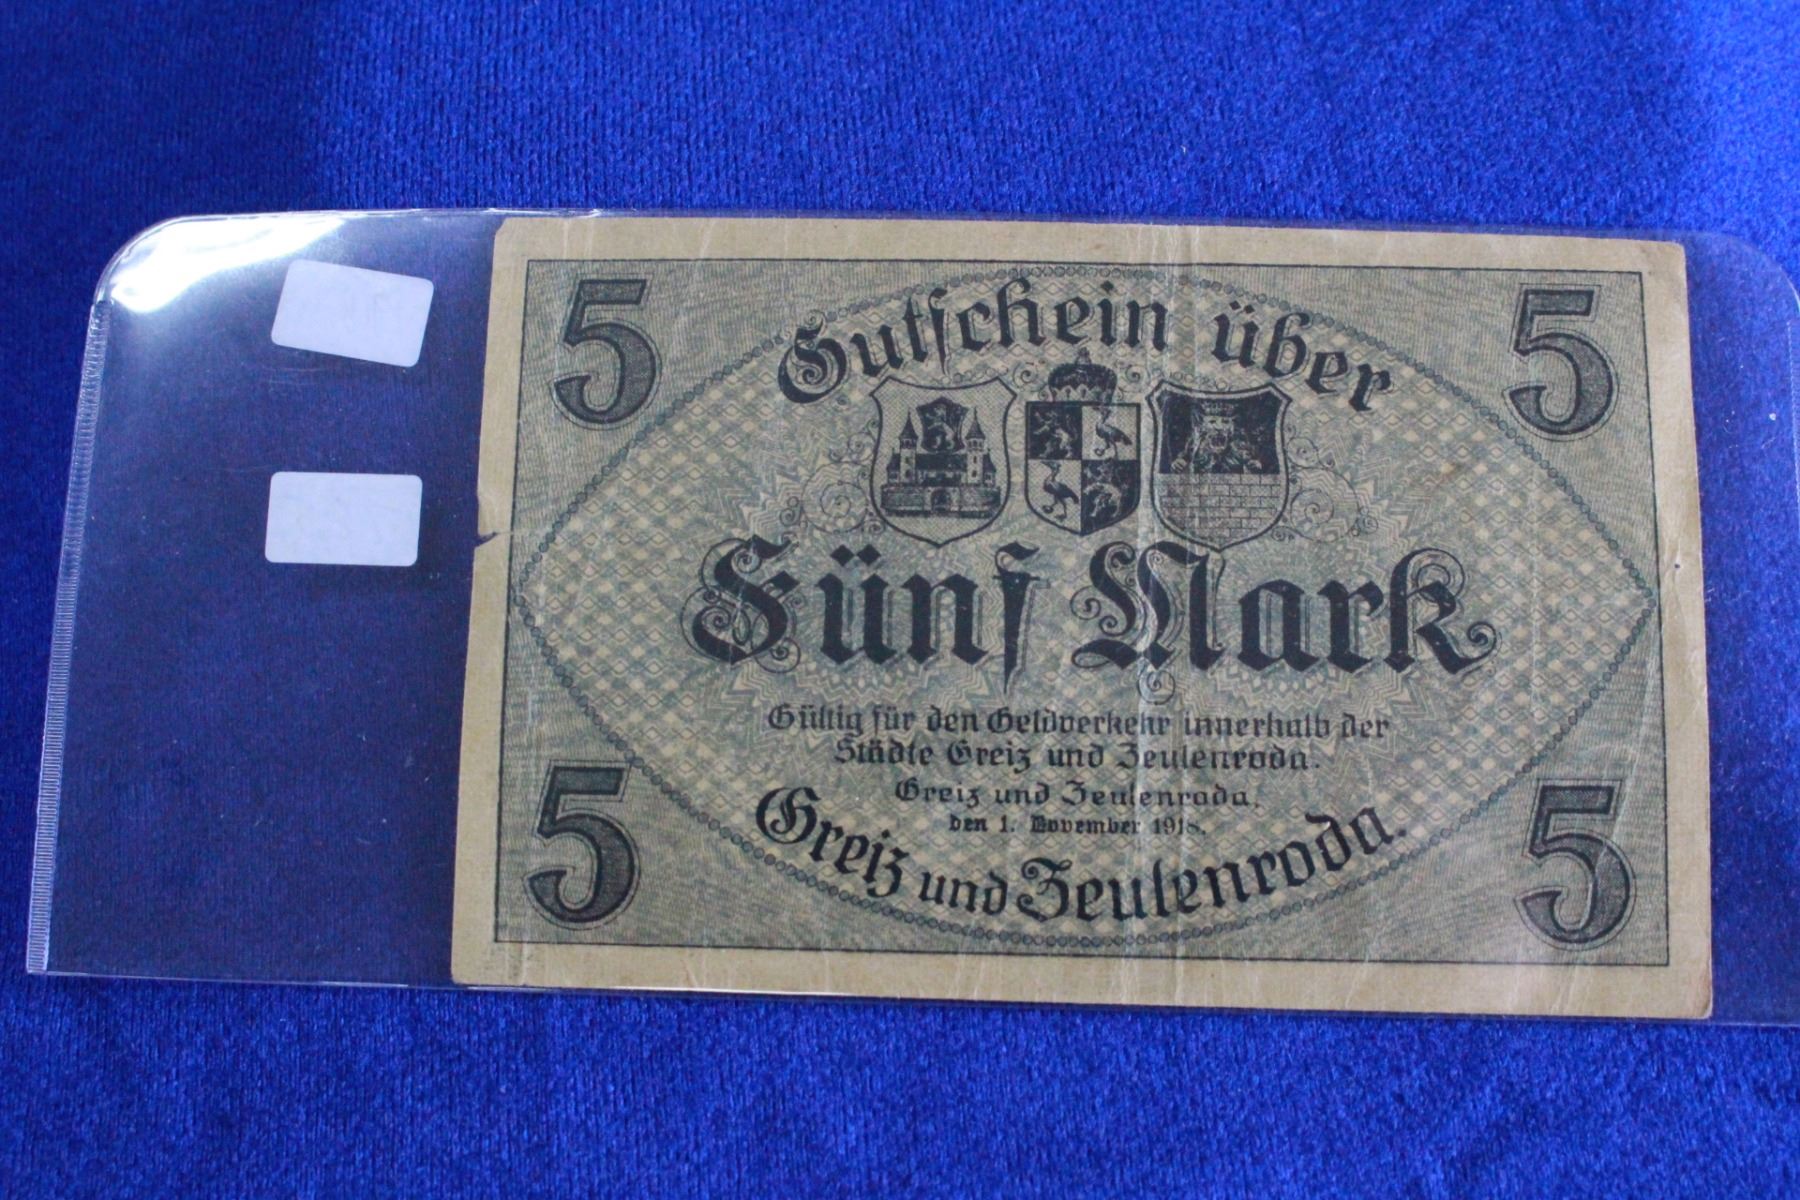 5 5
Gutschein über
Fünf Mark
Gültig für den Geldverkehr innerhalb der
Städte Greiz und Zeulenroda.
Greiz und Zeulenroda,
den 1. November 1918.
Greiz und Zeulenroda.
5 5